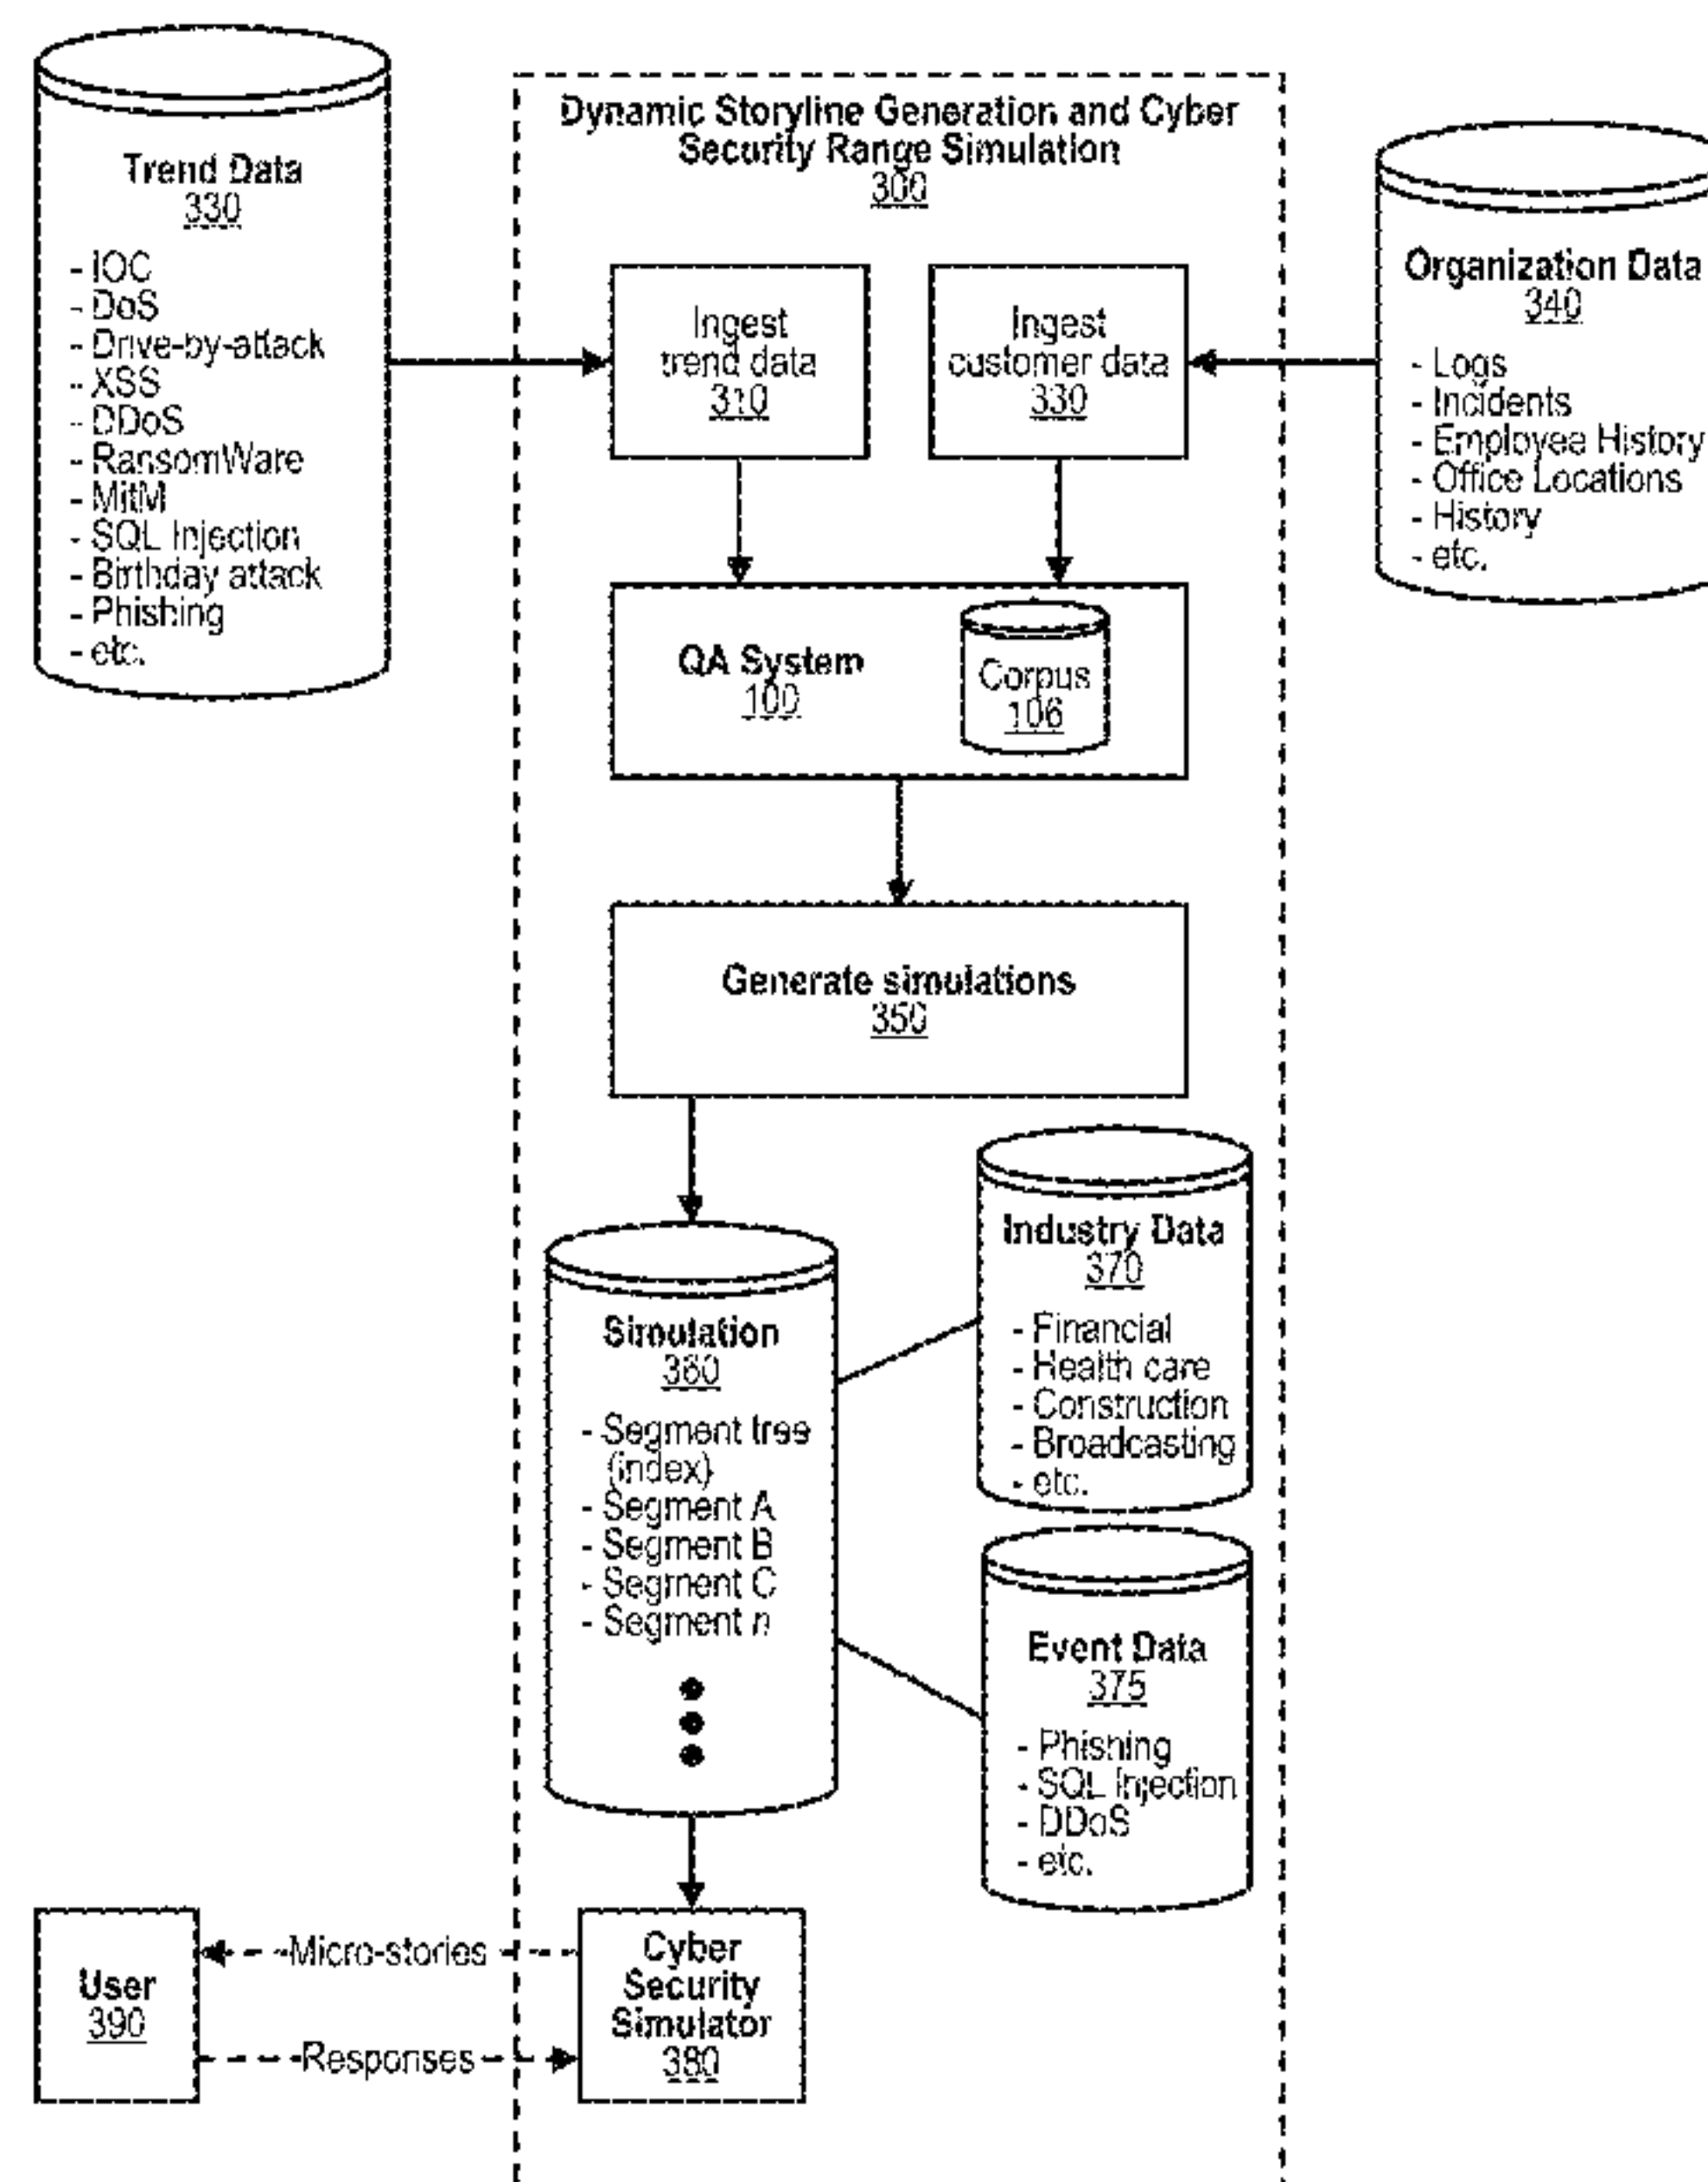 Dynamic Storyline Generation and Cyber
Security Range Simulation
300
Trend Data
330
- IOC
- DoS
- Drive-by-attack
- XSS
- DDoS
- RansomWare
- MitM
- SQL Injection
- Birthday attack
- Phishing
- etc.
Ingest
trend data
310
Ingest
customer data
330
Organization Data
340
- Logs
- Incidents
- Employee History
- Office Locations
- History
- etc.
QA System
100
Corpus
106
Generate simulations
350
Simulation
360
- Segment tree
(index)
- Segment A
- Segment B
- Segment C
- Segment n
Industry Data
370
- Financial
- Health care
- Construction
- Broadcasting
- etc.
Event Data
375
- Phishing
- SQL Injection
- DDoS
- etc.
User
390
Micro-stories
Responses
Cyber
Security
Simulator
380